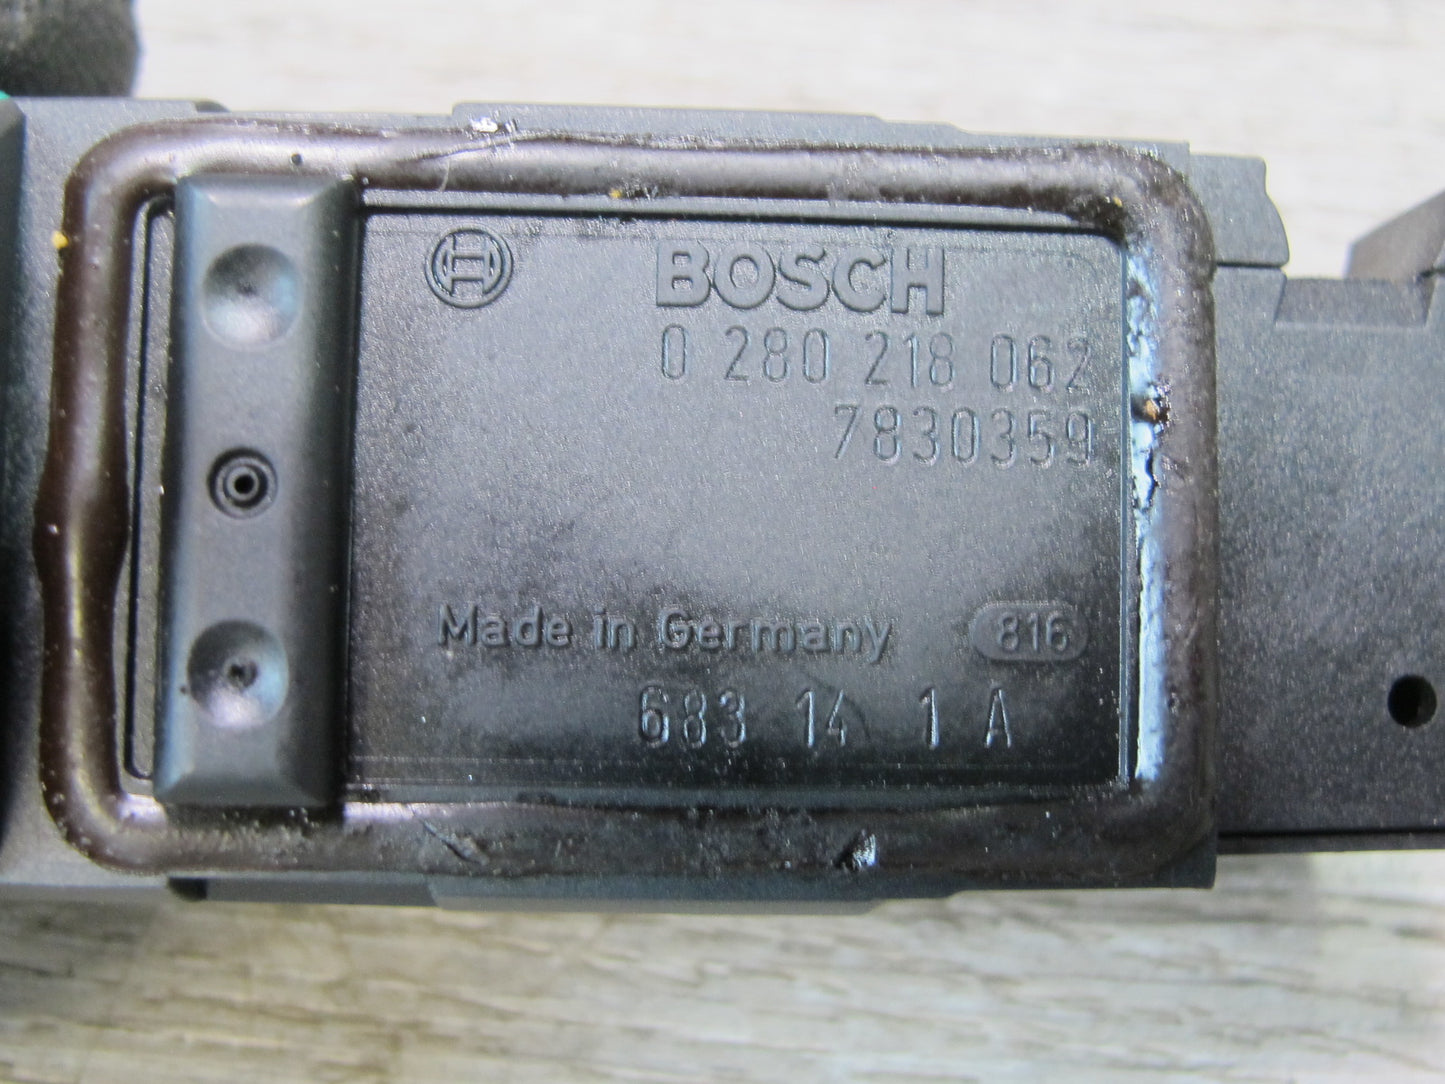 BOSCH
0 280 218 062
7830359
Made in Germany 816
683 14 1 A